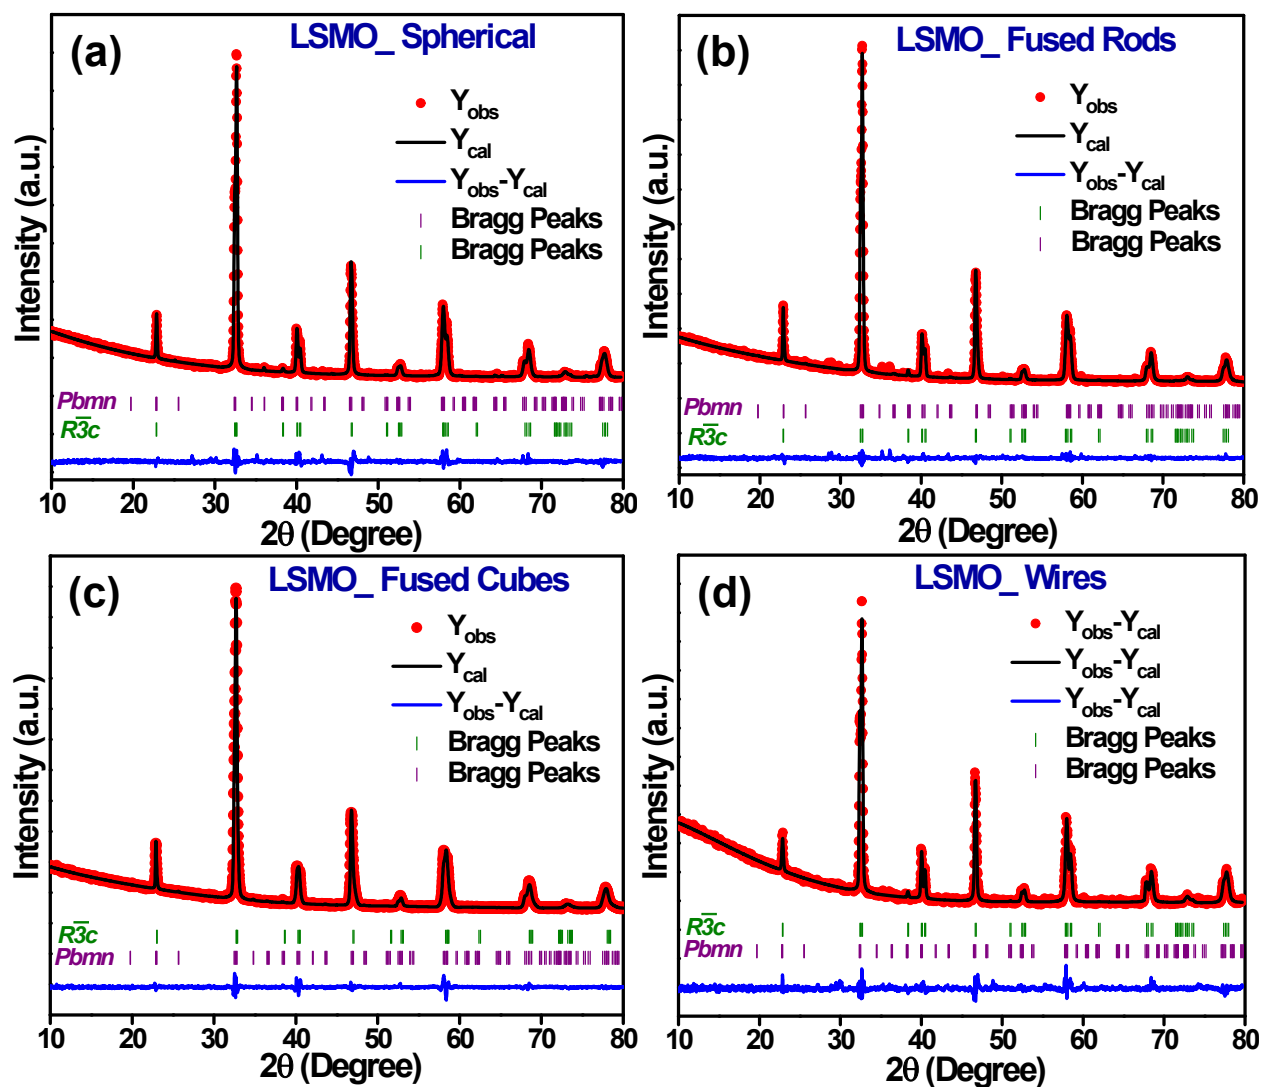 (a)
LSMO_ Spherical
Yobs
Ycal
Yobs-Ycal
Bragg Peaks
Bragg Peaks
Intensity (a.u.)
Pbmn
R3̅c
10 20 30 40 50 60 70 80
2θ (Degree)
(b)
LSMO_ Fused Rods
Yobs
Ycal
Yobs-Ycal
Bragg Peaks
Bragg Peaks
Intensity (a.u.)
Pbmn
R3̅c
10 20 30 40 50 60 70 80
2θ (Degree)
(c)
LSMO_ Fused Cubes
Yobs
Ycal
Yobs-Ycal
Bragg Peaks
Bragg Peaks
Intensity (a.u.)
R3̅c
Pbmn
10 20 30 40 50 60 70 80
2θ (Degree)
(d)
LSMO_ Wires
Yobs-Ycal
Yobs-Ycal
Yobs-Ycal
Bragg Peaks
Bragg Peaks
Intensity (a.u.)
R3̅c
Pbmn
10 20 30 40 50 60 70 80
2θ (Degree)